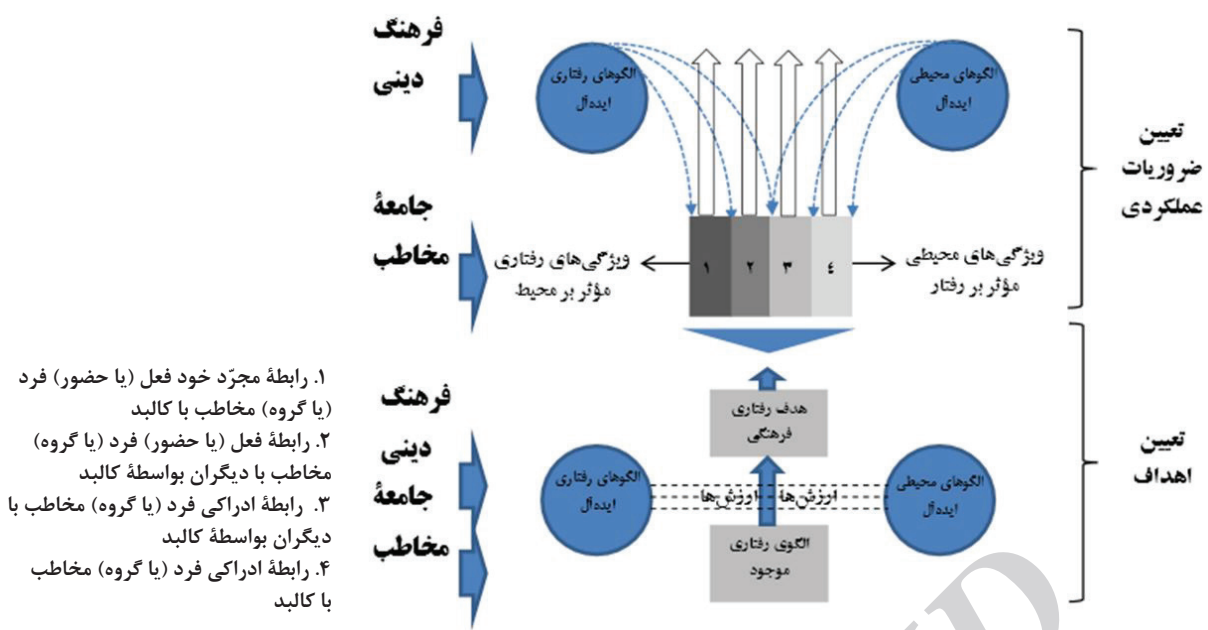 فرهنگ
دینی
الگوهای رفتاری
ایده‌آل
الگوهای محیطی
ایده‌آل
تعیین
ضروریات
عملکردی
جامعهٔ
مخاطب
ویژگی‌های رفتاری
مؤثر بر محیط
۱ ۲ ۳ ٤
ویژگی‌های محیطی
مؤثر بر رفتار
۱. رابطهٔ مجرّد خود فعل (یا حضور) فرد
(یا گروه) مخاطب با کالبد
۲. رابطهٔ فعل (یا حضور) فرد (یا گروه)
مخاطب با دیگران بواسطهٔ کالبد
۳. رابطهٔ ادراکی فرد (یا گروه) مخاطب با
دیگران بواسطهٔ کالبد
۴. رابطهٔ ادراکی فرد (یا گروه) مخاطب
با کالبد
فرهنگ
دینی
جامعهٔ
مخاطب
هدف رفتاری
فرهنگی
الگوهای رفتاری
ایده‌آل
ارزش‌ها
ارزش‌ها
الگوهای محیطی
ایده‌آل
الگوی رفتاری
موجود
تعیین
اهداف